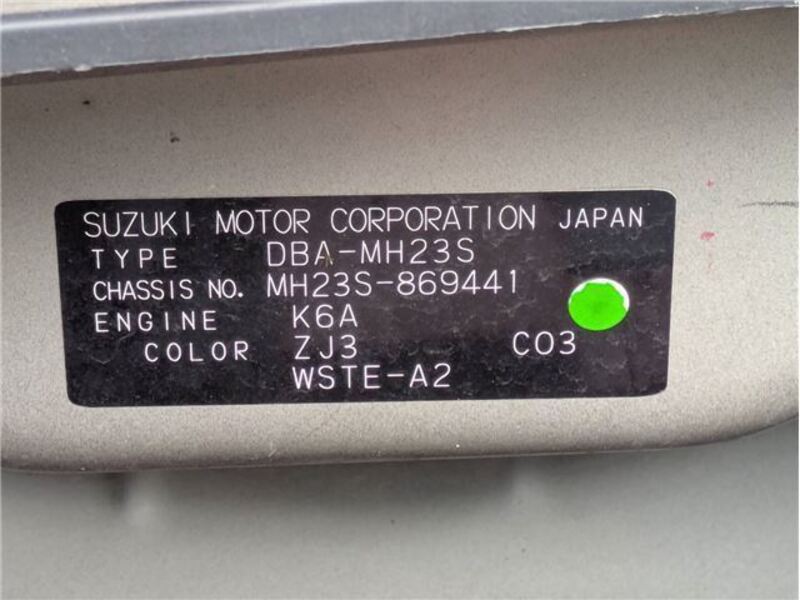 SUZUKI MOTOR CORPORATION JAPAN
TYPE DBA-MH23S
CHASSIS NO. MH23S-869441
ENGINE K6A
COLOR ZJ3 C03
WSTE-A2